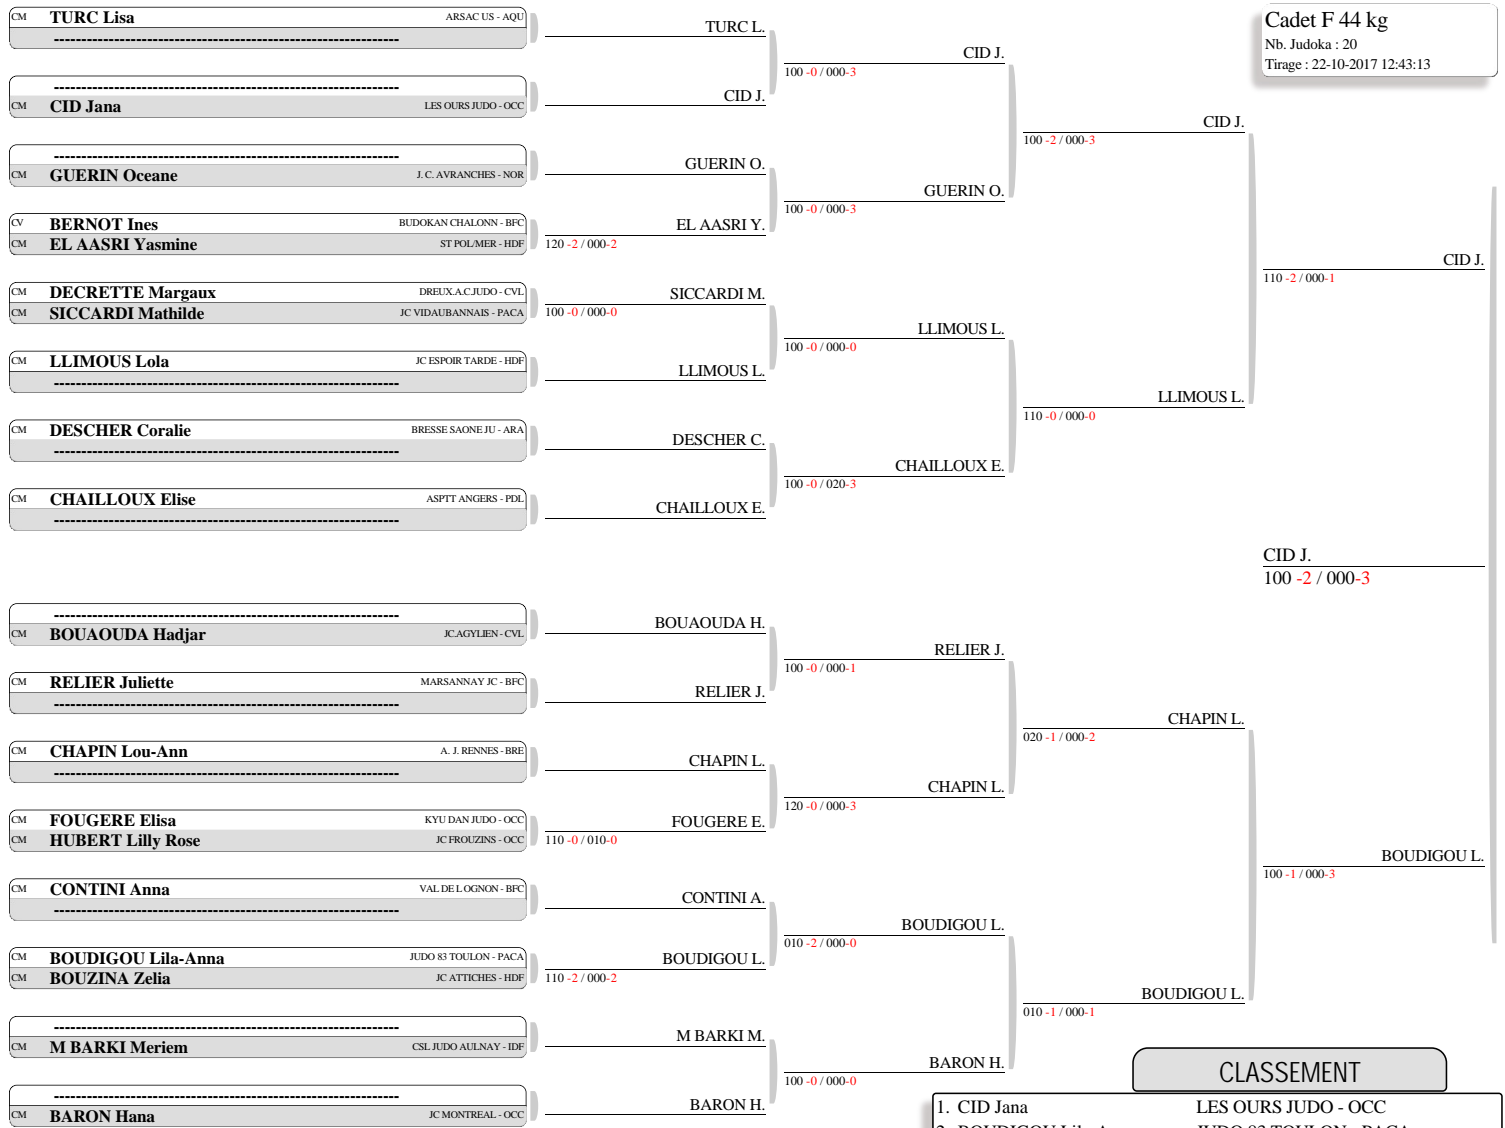 Cadet F 44 kg
Nb. Judoka : 20
Tirage : 22-10-2017 12:43:13
CM TURC Lisa ARSAC US - AQU
----------------------------------------------------------------
----------------------------------------------------------------
CM CID Jana LES OURS JUDO - OCC
----------------------------------------------------------------
CM GUERIN Oceane J. C. AVRANCHES - NOR
CV BERNOT Ines BUDOKAN CHALONN - BFC
CM EL AASRI Yasmine ST POL/MER - HDF
CM DECRETTE Margaux DREUX.A.C.JUDO - CVL
CM SICCARDI Mathilde JC VIDAUBANNAIS - PACA
CM LLIMOUS Lola JC ESPOIR TARDE - HDF
----------------------------------------------------------------
CM DESCHER Coralie BRESSE SAONE JU - ARA
----------------------------------------------------------------
CM CHAILLOUX Elise ASPTT ANGERS - PDL
----------------------------------------------------------------
----------------------------------------------------------------
CM BOUAOUDA Hadjar JC.AGYLIEN - CVL
CM RELIER Juliette MARSANNAY JC - BFC
----------------------------------------------------------------
CM CHAPIN Lou-Ann A. J. RENNES - BRE
----------------------------------------------------------------
CM FOUGERE Elisa KYU DAN JUDO - OCC
CM HUBERT Lilly Rose JC FROUZINS - OCC
CM CONTINI Anna VAL DE L OGNON - BFC
----------------------------------------------------------------
CM BOUDIGOU Lila-Anna JUDO 83 TOULON - PACA
CM BOUZINA Zelia JC ATTICHES - HDF
----------------------------------------------------------------
CM M BARKI Meriem CSL JUDO AULNAY - IDF
----------------------------------------------------------------
CM BARON Hana JC MONTREAL - OCC
TURC L.
CID J.
GUERIN O.
EL AASRI Y.
120 -2 / 000-2
SICCARDI M.
100 -0 / 000-0
LLIMOUS L.
DESCHER C.
CHAILLOUX E.
BOUAOUDA H.
RELIER J.
CHAPIN L.
FOUGERE E.
110 -0 / 010-0
CONTINI A.
BOUDIGOU L.
110 -2 / 000-2
M BARKI M.
BARON H.
CID J.
100 -0 / 000-3
GUERIN O.
100 -0 / 000-3
LLIMOUS L.
100 -0 / 000-0
CHAILLOUX E.
100 -0 / 020-3
RELIER J.
100 -0 / 000-1
CHAPIN L.
120 -0 / 000-3
BOUDIGOU L.
010 -2 / 000-0
BARON H.
100 -0 / 000-0
CID J.
100 -2 / 000-3
LLIMOUS L.
110 -0 / 000-0
CHAPIN L.
020 -1 / 000-2
BOUDIGOU L.
010 -1 / 000-1
CID J.
110 -2 / 000-1
BOUDIGOU L.
100 -1 / 000-3
CID J.
100 -2 / 000-3
CLASSEMENT
1. CID Jana LES OURS JUDO - OCC
2. BOUDIGOU Lila-A JUDO 83 TOULON - PACA